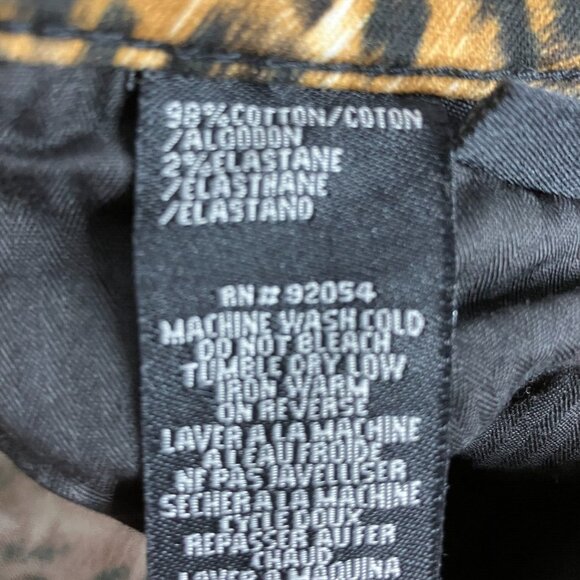 98% COTTON/COTON
/ALGODON
2% ELASTANE
/ELASTHANE
/ELASTANO
RN# 92054
MACHINE WASH COLD
DO NOT BLEACH
TUMBLE DRY LOW
IRON WARM
ON REVERSE
LAVER A LA MACHINE
A L'EAU FROIDE
NE PAS JAVELLISER
SECHER A LA MACHINE
CYCLE DOUX
REPASSER AU FER
CHAUD
LAVER A MAQUINA